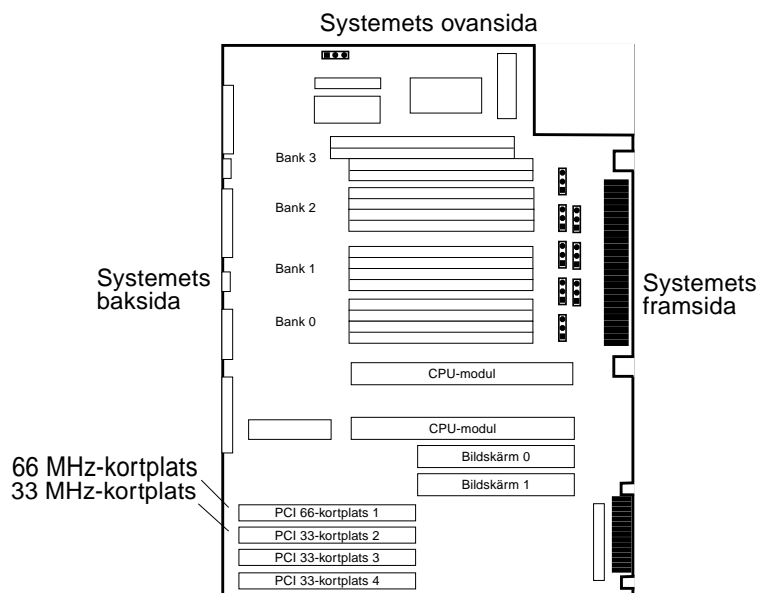 Systemets ovansida
Bank 3
Bank 2
Bank 1
Bank 0
Systemets
baksida
Systemets
framsida
CPU-modul
CPU-modul
Bildskärm 0
Bildskärm 1
66 MHz-kortplats
33 MHz-kortplats
PCI 66-kortplats 1
PCI 33-kortplats 2
PCI 33-kortplats 3
PCI 33-kortplats 4